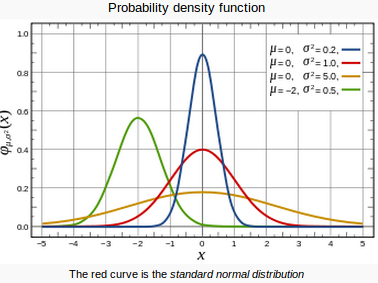 Probability density function
φμ,σ²(x)
1.0
0.8
0.6
0.4
0.2
0.0
μ=0, σ²=0.2,
μ=0, σ²=1.0,
μ=0, σ²=5.0,
μ=−2, σ²=0.5,
−5 −4 −3 −2 −1 0 1 2 3 4 5
x
The red curve is the standard normal distribution